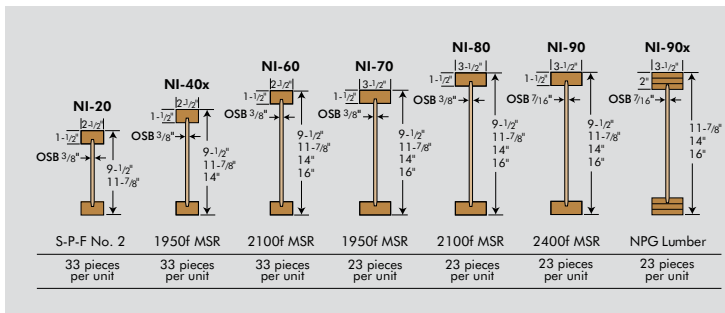 NI-20
2-1/2"
1-1/2"
OSB 3/8"
9-1/2"
11-7/8"
S-P-F No. 2
33 pieces
per unit
NI-40x
2-1/2"
1-1/2"
OSB 3/8"
9-1/2"
11-7/8"
14"
1950f MSR
33 pieces
per unit
NI-60
2-1/2"
1-1/2"
OSB 3/8"
9-1/2"
11-7/8"
14"
16"
2100f MSR
33 pieces
per unit
NI-70
3-1/2"
1-1/2"
OSB 3/8"
9-1/2"
11-7/8"
14"
16"
1950f MSR
23 pieces
per unit
NI-80
3-1/2"
1-1/2"
OSB 3/8"
9-1/2"
11-7/8"
14"
16"
2100f MSR
23 pieces
per unit
NI-90
3-1/2"
1-1/2"
OSB 7/16"
9-1/2"
11-7/8"
14"
16"
2400f MSR
23 pieces
per unit
NI-90x
3-1/2"
2"
OSB 7/16"
11-7/8"
14"
16"
NPG Lumber
23 pieces
per unit